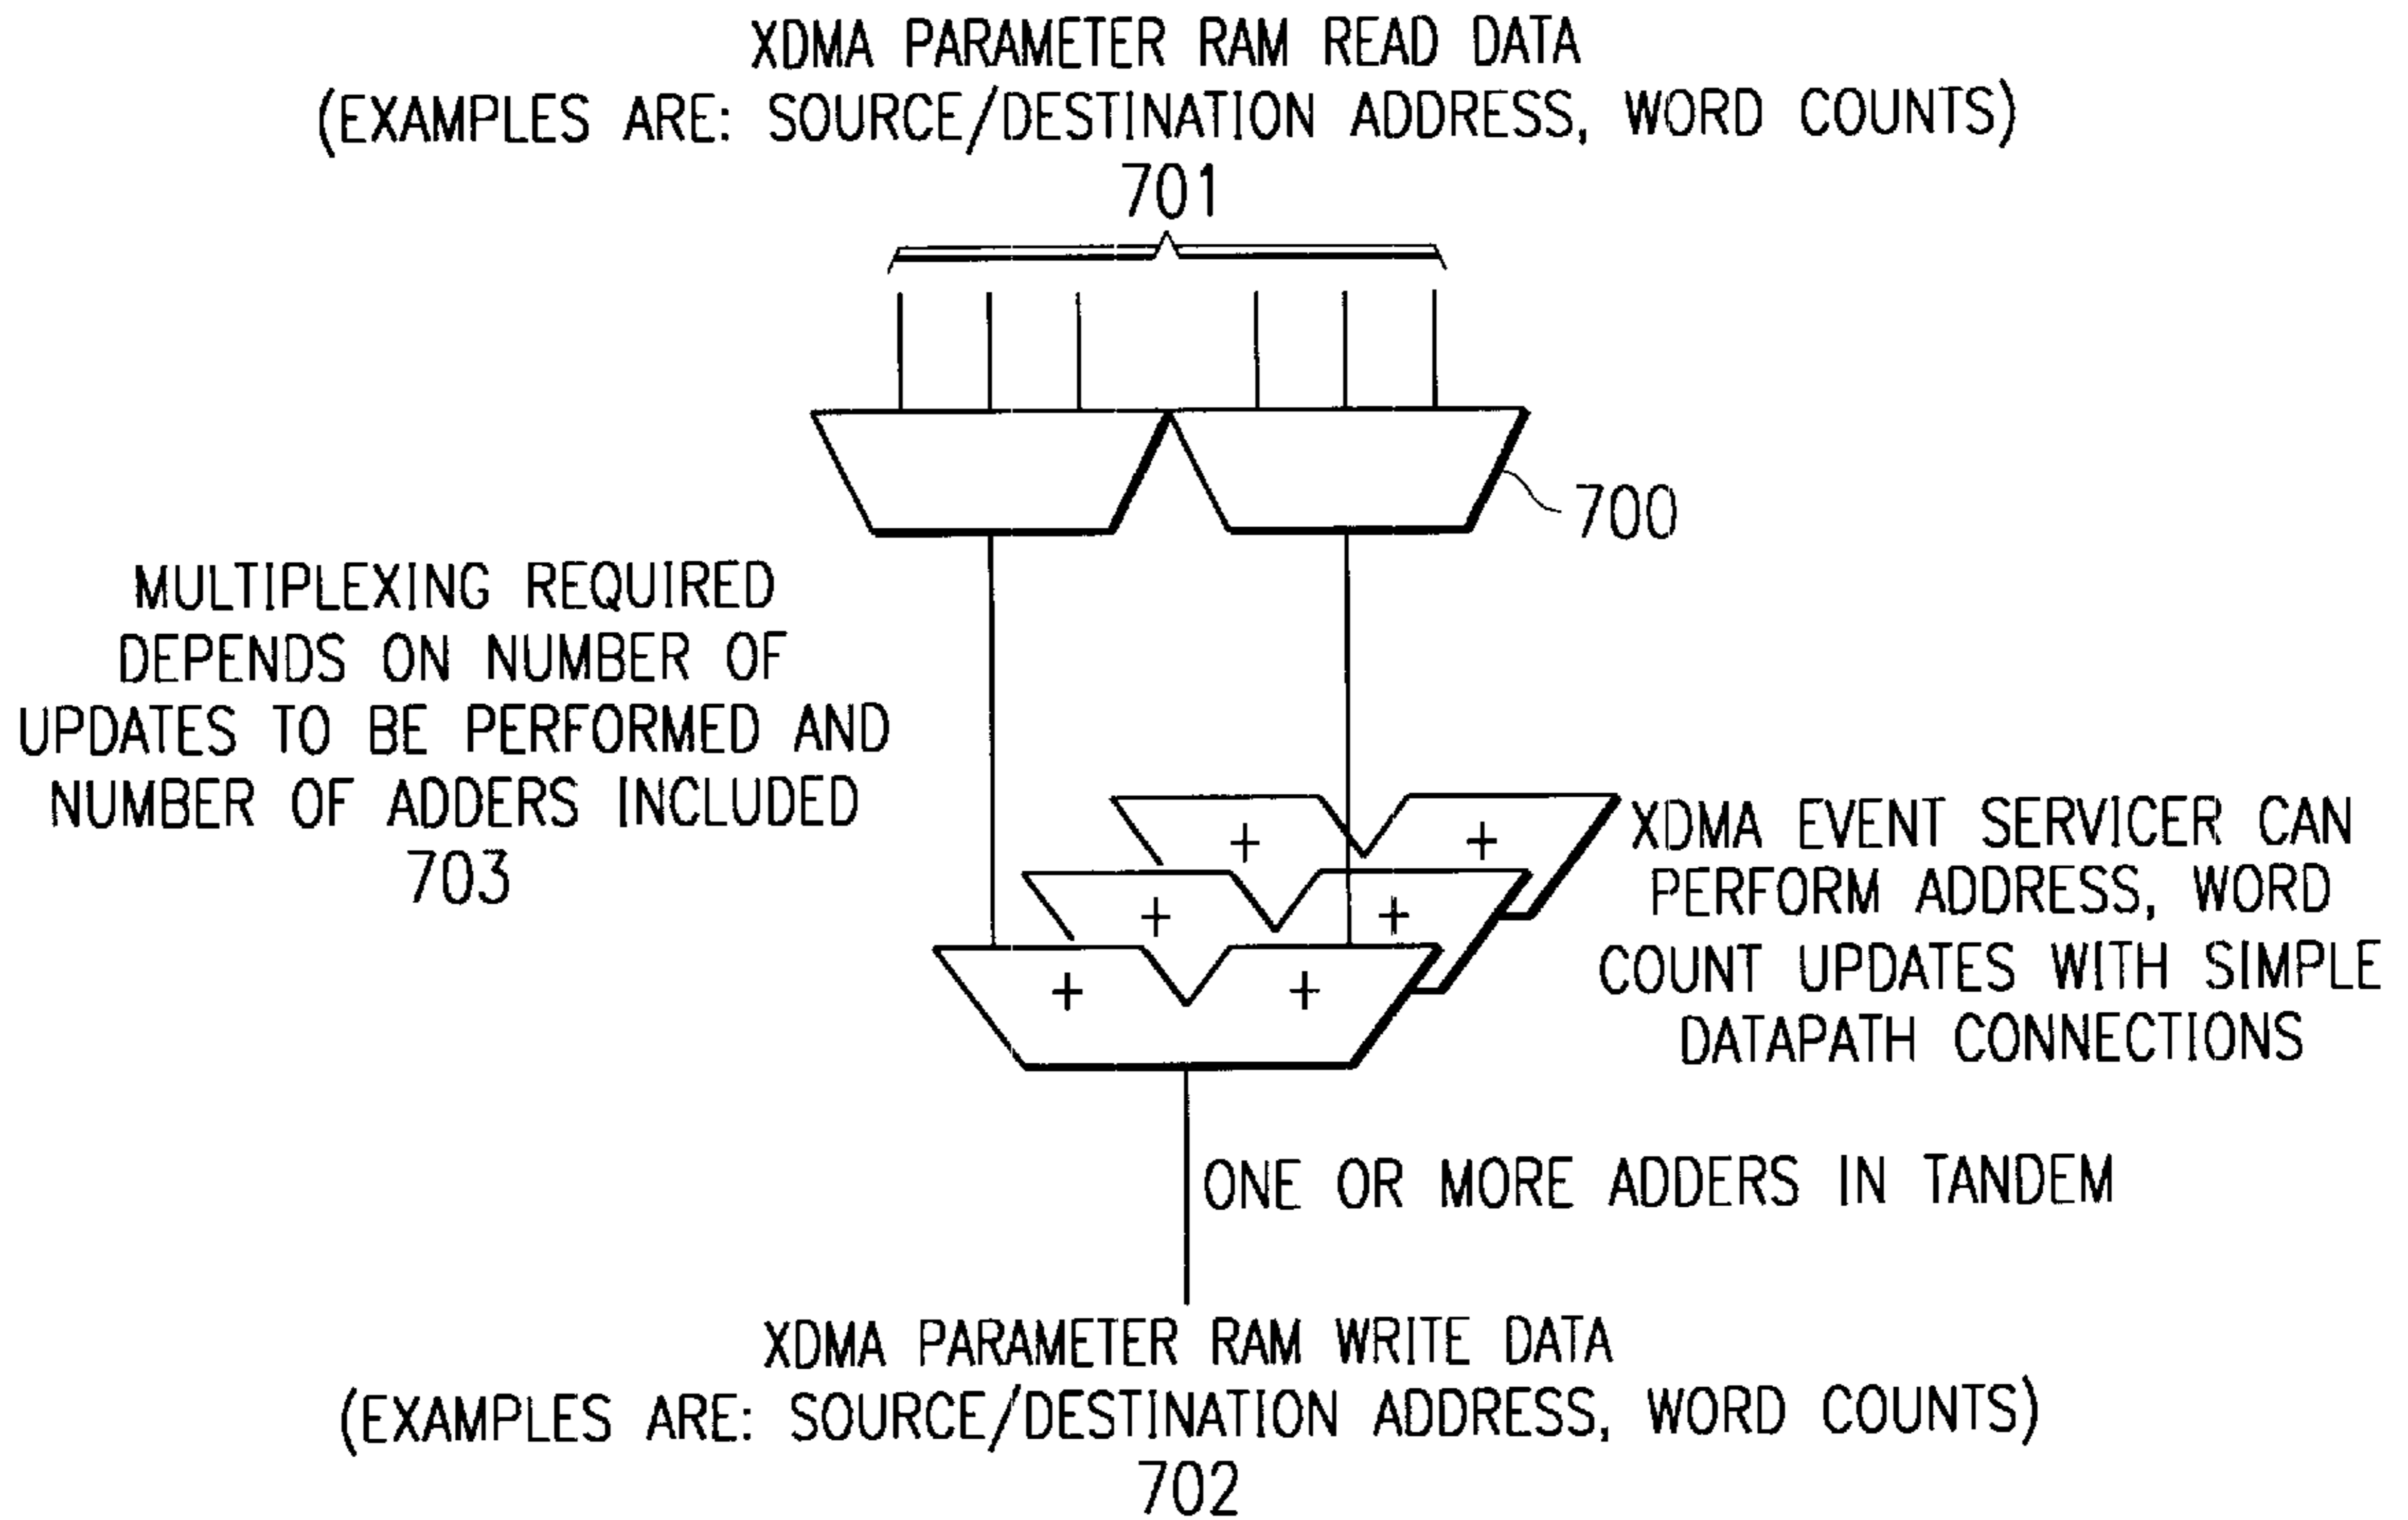 XDMA PARAMETER RAM READ DATA
(EXAMPLES ARE: SOURCE/DESTINATION ADDRESS, WORD COUNTS)
701
700
MULTIPLEXING REQUIRED
DEPENDS ON NUMBER OF
UPDATES TO BE PERFORMED AND
NUMBER OF ADDERS INCLUDED
703
+ +
+ +
+ +
XDMA EVENT SERVICER CAN
PERFORM ADDRESS, WORD
COUNT UPDATES WITH SIMPLE
DATAPATH CONNECTIONS
ONE OR MORE ADDERS IN TANDEM
XDMA PARAMETER RAM WRITE DATA
(EXAMPLES ARE: SOURCE/DESTINATION ADDRESS, WORD COUNTS)
702